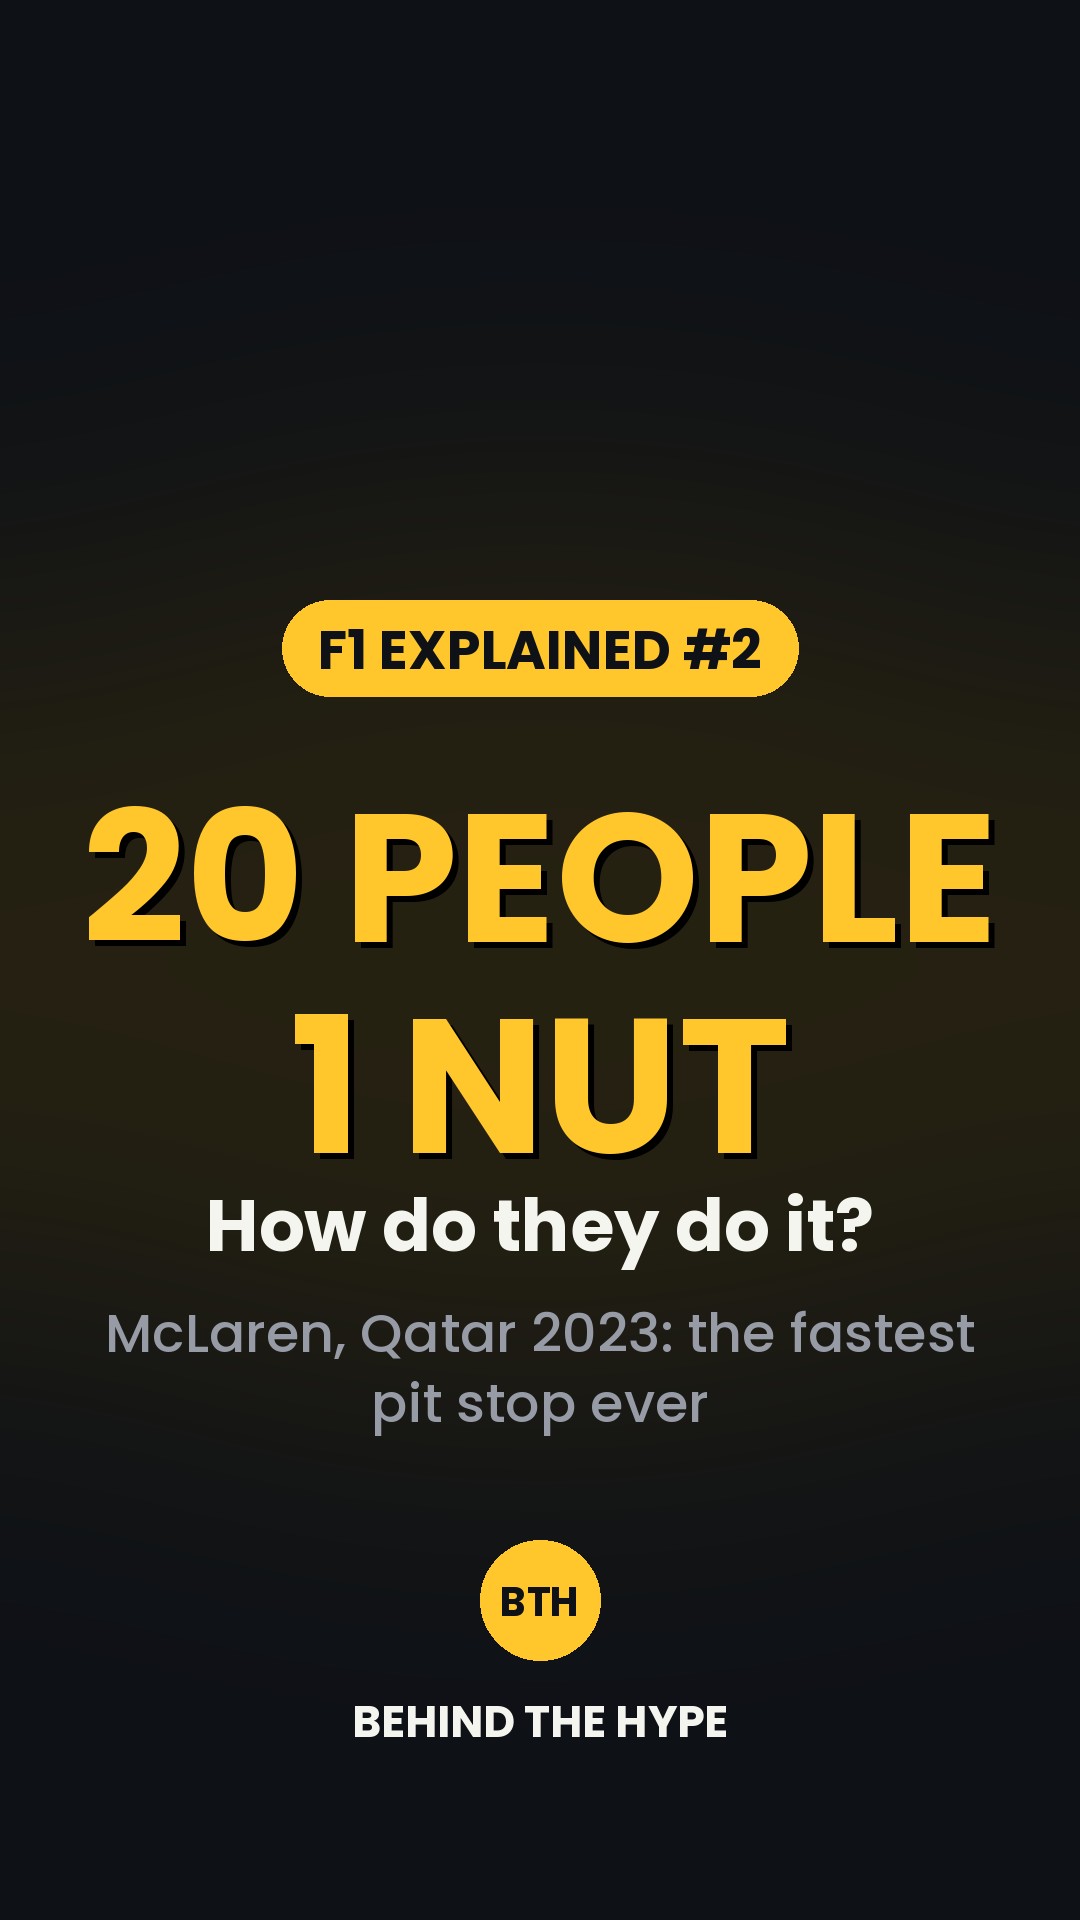 F1 EXPLAINED #2
20 PEOPLE
1 NUT
How do they do it?
McLaren, Qatar 2023: the fastest
pit stop ever
BTH
BEHIND THE HYPE